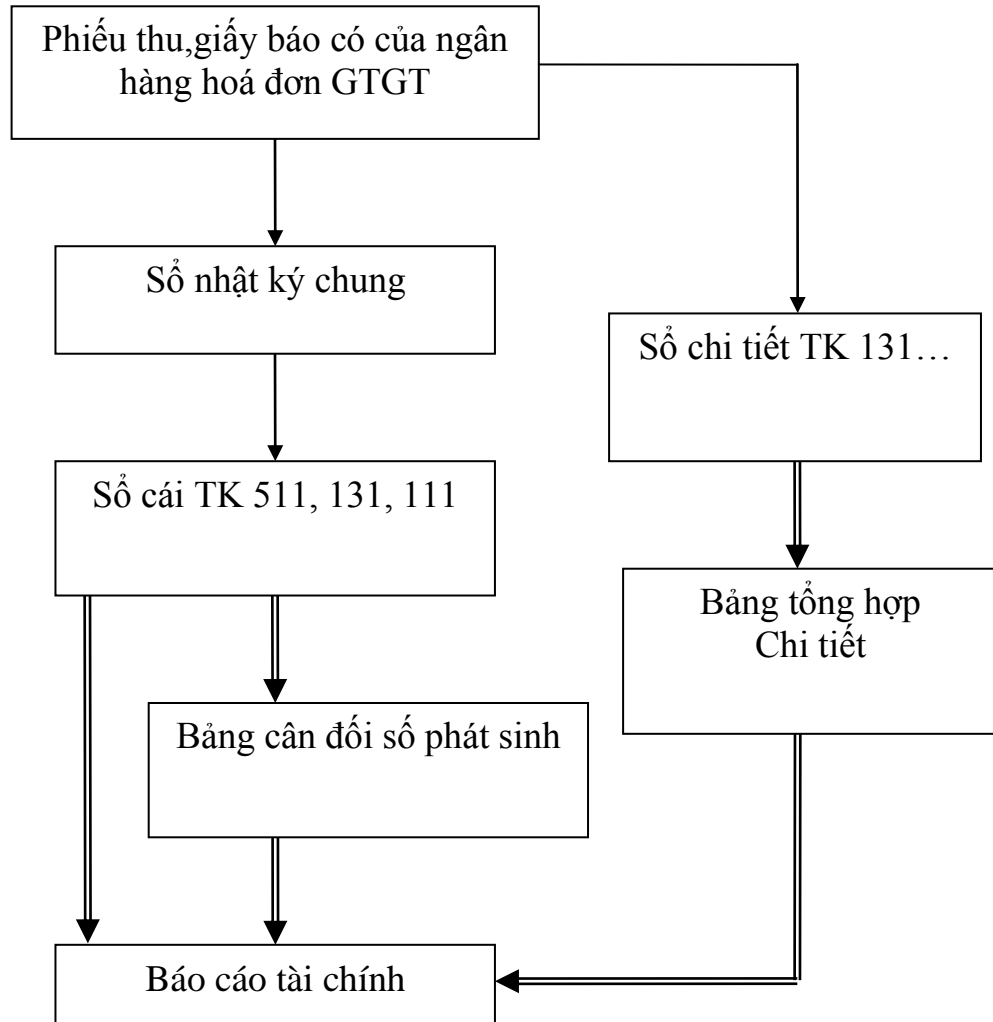 Phiếu thu,giấy báo có của ngân
hàng hoá đơn GTGT
Sổ nhật ký chung
Sổ chi tiết TK 131…
Sổ cái TK 511, 131, 111
Bảng tổng hợp
Chi tiết
Bảng cân đối số phát sinh
Báo cáo tài chính